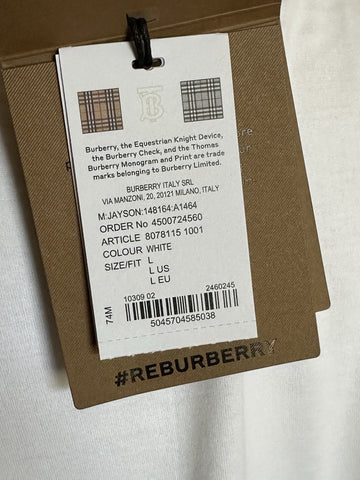 TB
Burberry, the Equestrian Knight Device,
the Burberry Check, and the Thomas
Burberry Monogram and Print are trade
marks belonging to Burberry Limited.
BURBERRY ITALY SRL
VIA MANZONI, 20, 20121 MILANO, ITALY
M:JAYSON:148164:A1464
ORDER No 4500724560
ARTICLE 8078115 1001
COLOUR WHITE
SIZE/FIT L
L US
L EU
10309 02 2460245
74M
5045704585038
#REBURBERRY